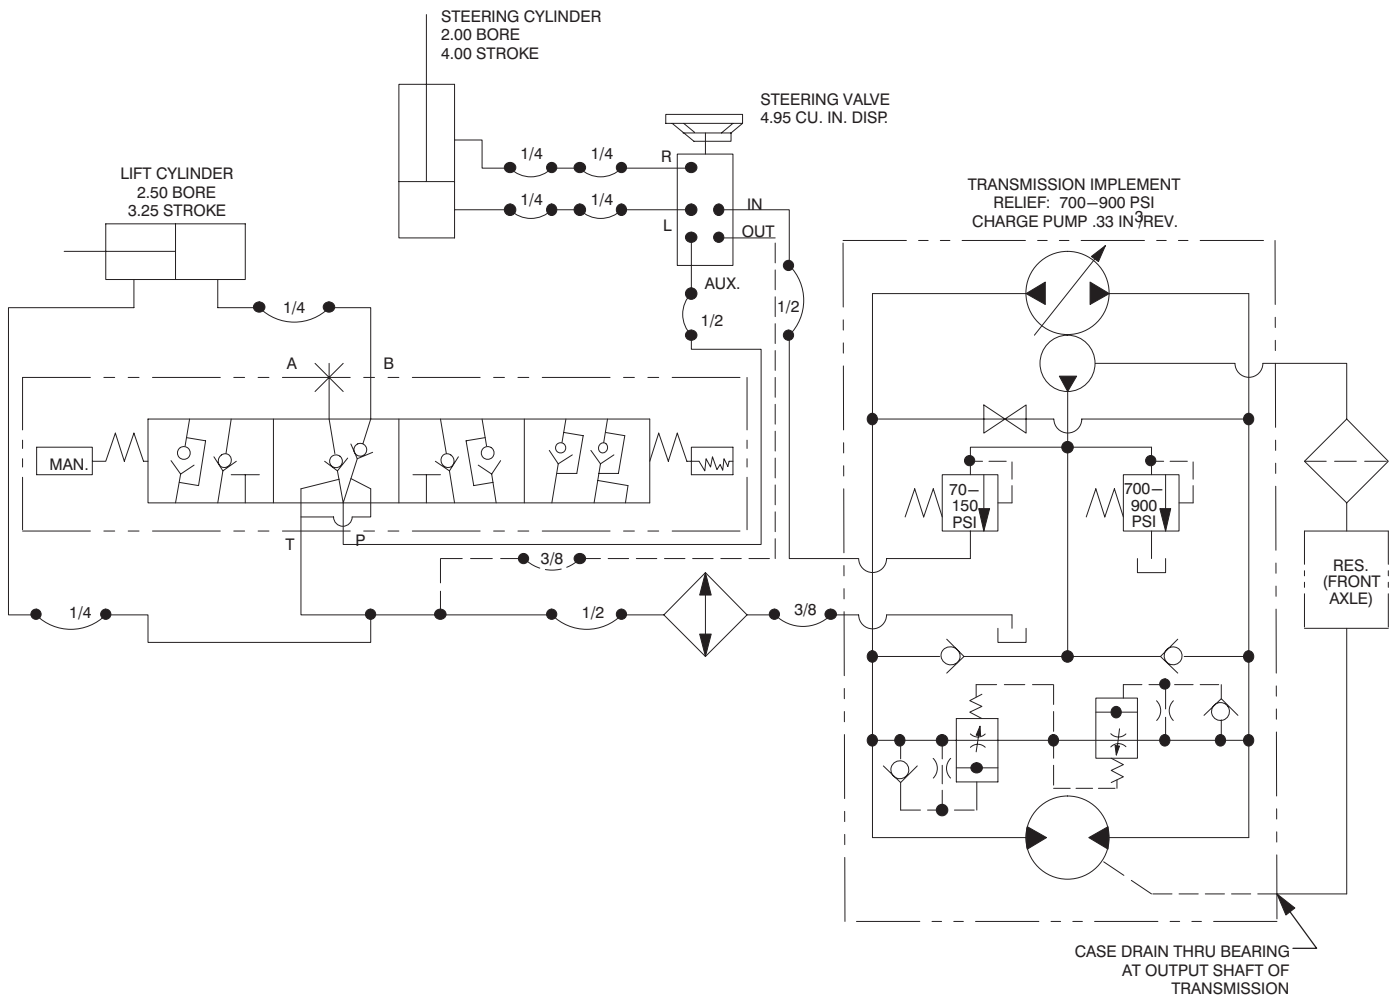 STEERING CYLINDER
2.00 BORE
4.00 STROKE
STEERING VALVE
4.95 CU. IN. DISP.
LIFT CYLINDER
2.50 BORE
3.25 STROKE
1/4
1/4
R
1/4
1/4
L
IN
OUT
AUX.
TRANSMISSION IMPLEMENT
RELIEF: 700–900 PSI
CHARGE PUMP .33 IN³/REV.
1/4
1/2
1/2
A
B
MAN.
70–
150
PSI
700–
900
PSI
T
P
3/8
1/4
1/2
3/8
RES.
(FRONT
AXLE)
CASE DRAIN THRU BEARING
AT OUTPUT SHAFT OF
TRANSMISSION